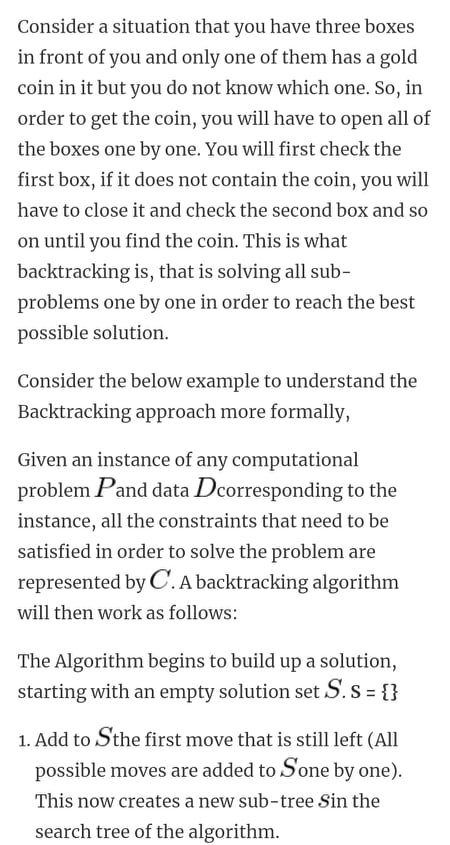 Consider a situation that you have three boxes
in front of you and only one of them has a gold
coin in it but you do not know which one. So, in
order to get the coin, you will have to open all of
the boxes one by one. You will first check the
first box, if it does not contain the coin, you will
have to close it and check the second box and so
on until you find the coin. This is what
backtracking is, that is solving all sub-
problems one by one in order to reach the best
possible solution.
Consider the below example to understand the
Backtracking approach more formally,
Given an instance of any computational
problem P and data D corresponding to the
instance, all the constraints that need to be
satisfied in order to solve the problem are
represented by C. A backtracking algorithm
will then work as follows:
The Algorithm begins to build up a solution,
starting with an empty solution set S. S = {}
1. Add to S the first move that is still left (All
possible moves are added to S one by one).
This now creates a new sub-tree s in the
search tree of the algorithm.